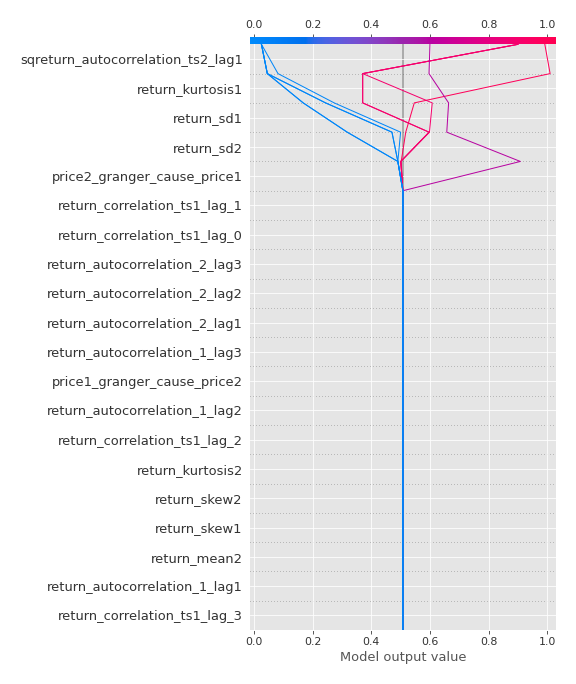 0.0 0.2 0.4 0.6 0.8 1.0
sqreturn_autocorrelation_ts2_lag1
return_kurtosis1
return_sd1
return_sd2
price2_granger_cause_price1
return_correlation_ts1_lag_1
return_correlation_ts1_lag_0
return_autocorrelation_2_lag3
return_autocorrelation_2_lag2
return_autocorrelation_2_lag1
return_autocorrelation_1_lag3
price1_granger_cause_price2
return_autocorrelation_1_lag2
return_correlation_ts1_lag_2
return_kurtosis2
return_skew2
return_skew1
return_mean2
return_autocorrelation_1_lag1
return_correlation_ts1_lag_3
0.0 0.2 0.4 0.6 0.8 1.0
Model output value